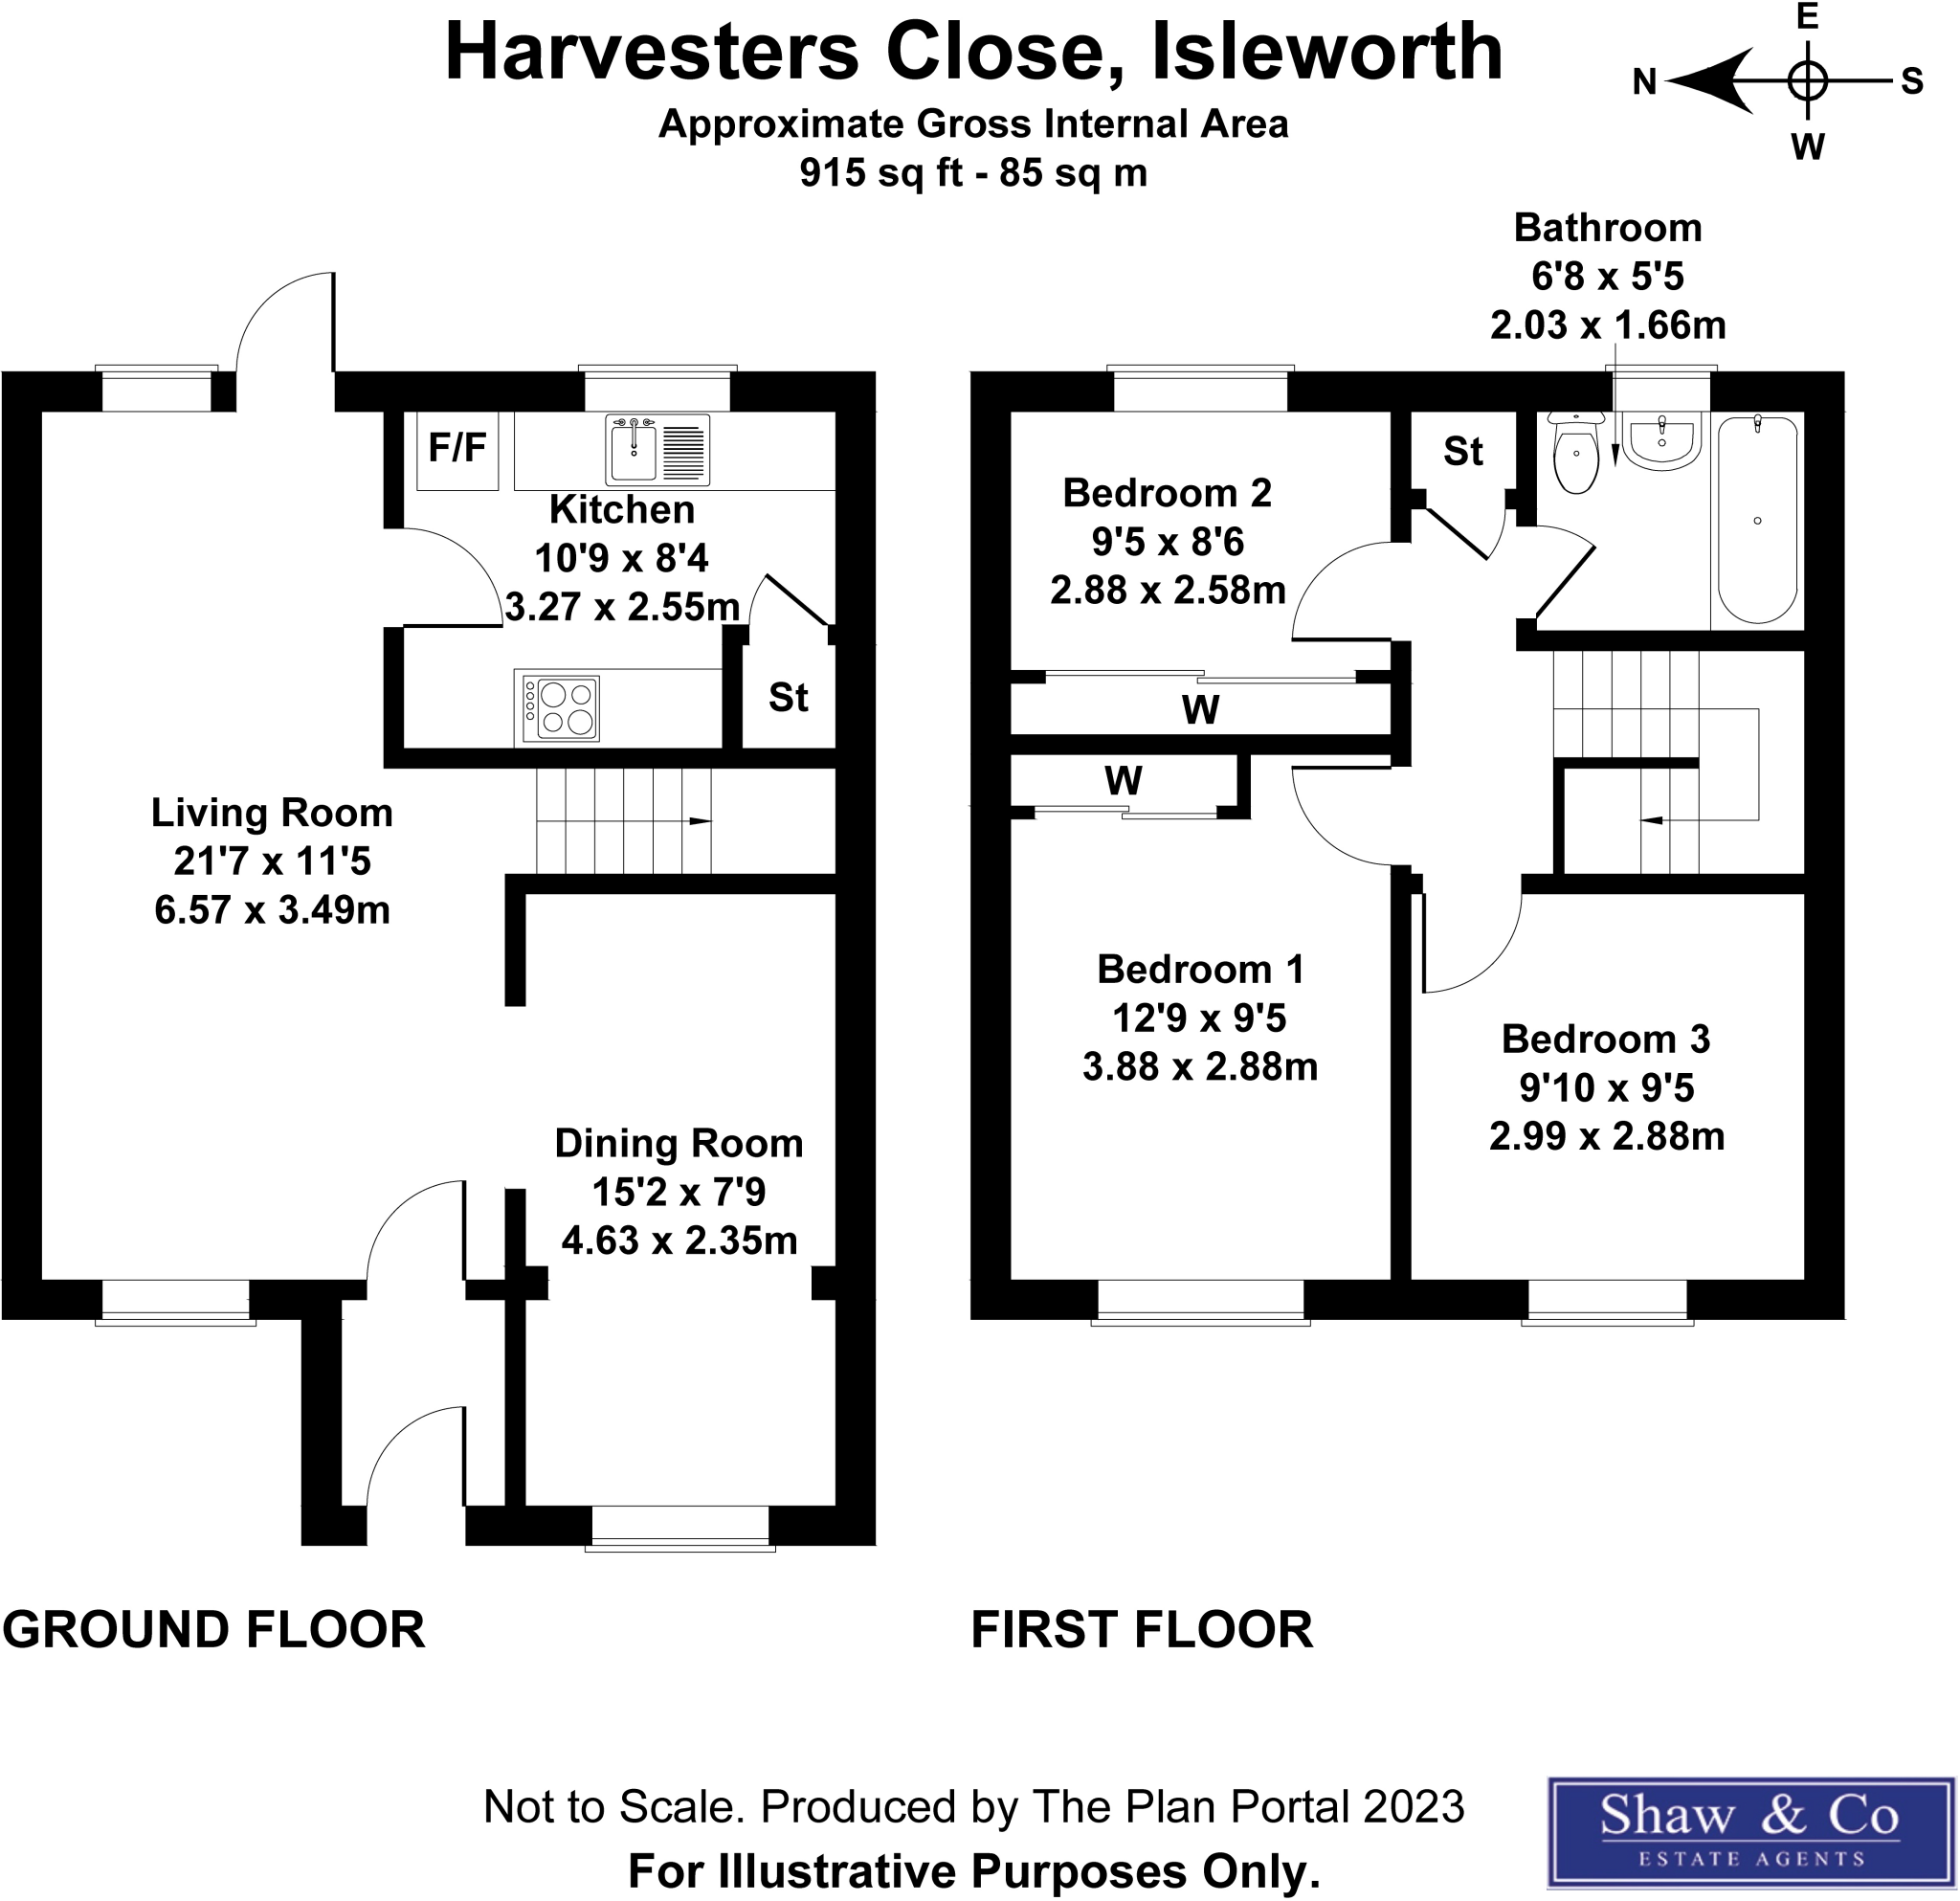 Harvesters Close, Isleworth
Approximate Gross Internal Area
915 sq ft - 85 sq m
E
N
S
W
Bathroom
6'8 x 5'5
2.03 x 1.66m
F/F
Kitchen
10'9 x 8'4
3.27 x 2.55m
St
Living Room
21'7 x 11'5
6.57 x 3.49m
Dining Room
15'2 x 7'9
4.63 x 2.35m
Bedroom 2
9'5 x 8'6
2.88 x 2.58m
St
W
W
Bedroom 1
12'9 x 9'5
3.88 x 2.88m
Bedroom 3
9'10 x 9'5
2.99 x 2.88m
GROUND FLOOR
FIRST FLOOR
Not to Scale. Produced by The Plan Portal 2023
For Illustrative Purposes Only.
Shaw & Co
ESTATE AGENTS